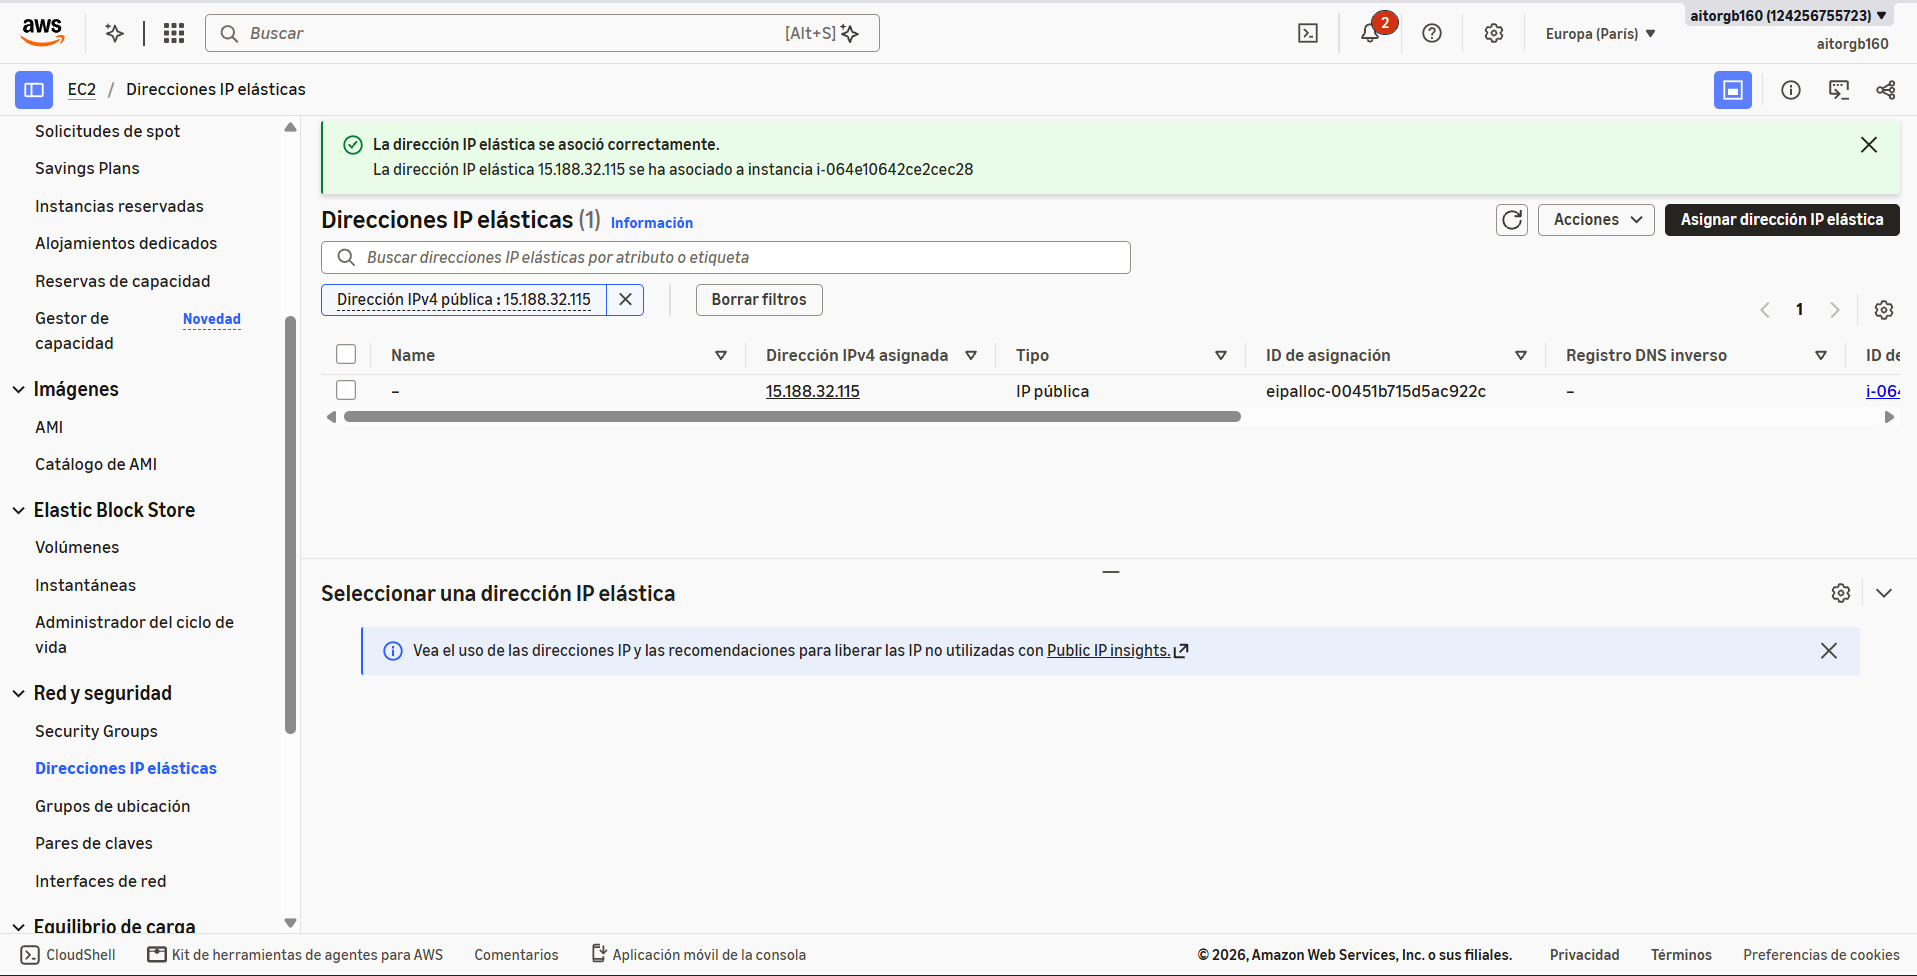 aws
Buscar
[Alt+S]
2
Europa (París)
aitorgb160 (124256755723)
aitorgb160
EC2 / Direcciones IP elásticas
Solicitudes de spot
Savings Plans
Instancias reservadas
Alojamientos dedicados
Reservas de capacidad
Gestor de
capacidad
Novedad
Imágenes
AMI
Catálogo de AMI
Elastic Block Store
Volúmenes
Instantáneas
Administrador del ciclo de
vida
Red y seguridad
Security Groups
Direcciones IP elásticas
Grupos de ubicación
Pares de claves
Interfaces de red
Equilibrio de carga
La dirección IP elástica se asoció correctamente.
La dirección IP elástica 15.188.32.115 se ha asociado a instancia i-064e10642ce2cec28
Direcciones IP elásticas (1) Información
Acciones
Asignar dirección IP elástica
Buscar direcciones IP elásticas por atributo o etiqueta
Dirección IPv4 pública : 15.188.32.115
Borrar filtros
1
Name Dirección IPv4 asignada Tipo ID de asignación Registro DNS inverso ID de
– 15.188.32.115 IP pública eipalloc-00451b715d5ac922c – i-064
Seleccionar una dirección IP elástica
Vea el uso de las direcciones IP y las recomendaciones para liberar las IP no utilizadas con Public IP insights.
CloudShell Kit de herramientas de agentes para AWS Comentarios Aplicación móvil de la consola © 2026, Amazon Web Services, Inc. o sus filiales. Privacidad Términos Preferencias de cookies